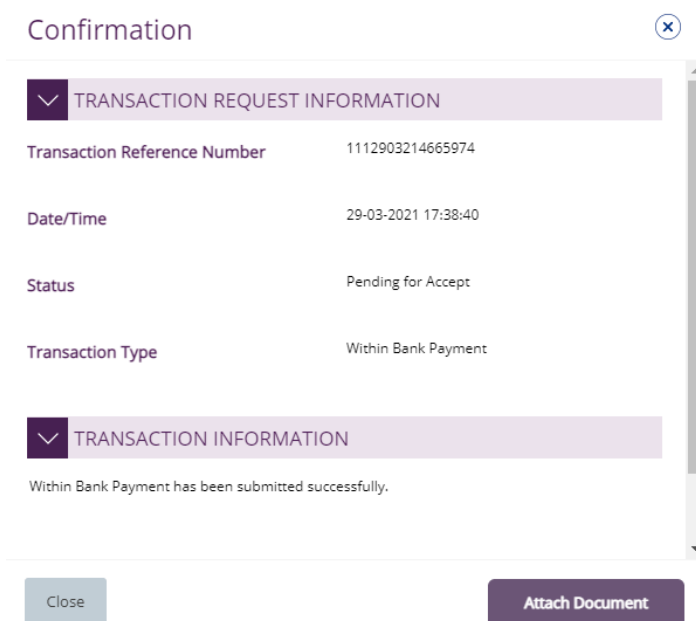 Confirmation
TRANSACTION REQUEST INFORMATION
Transaction Reference Number 1112903214665974
Date/Time 29-03-2021 17:38:40
Status Pending for Accept
Transaction Type Within Bank Payment
TRANSACTION INFORMATION
Within Bank Payment has been submitted successfully.
Close Attach Document